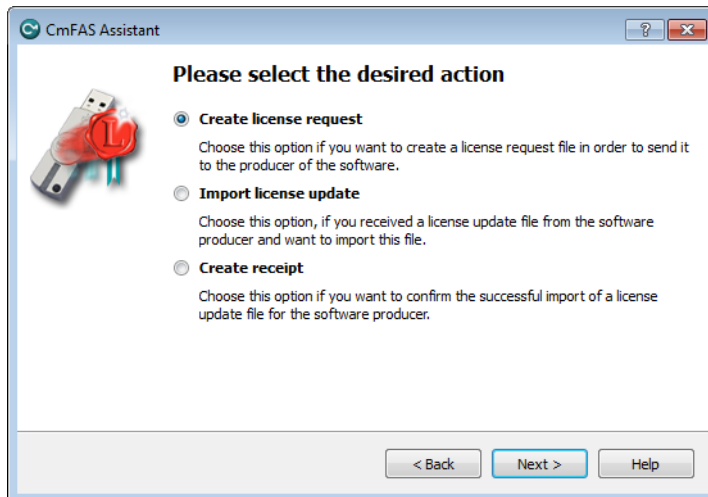 CmFAS Assistant
Please select the desired action
Create license request
Choose this option if you want to create a license request file in order to send it
to the producer of the software.
Import license update
Choose this option, if you received a license update file from the software
producer and want to import this file.
Create receipt
Choose this option if you want to confirm the successful import of a license
update file for the software producer.
< Back
Next >
Help